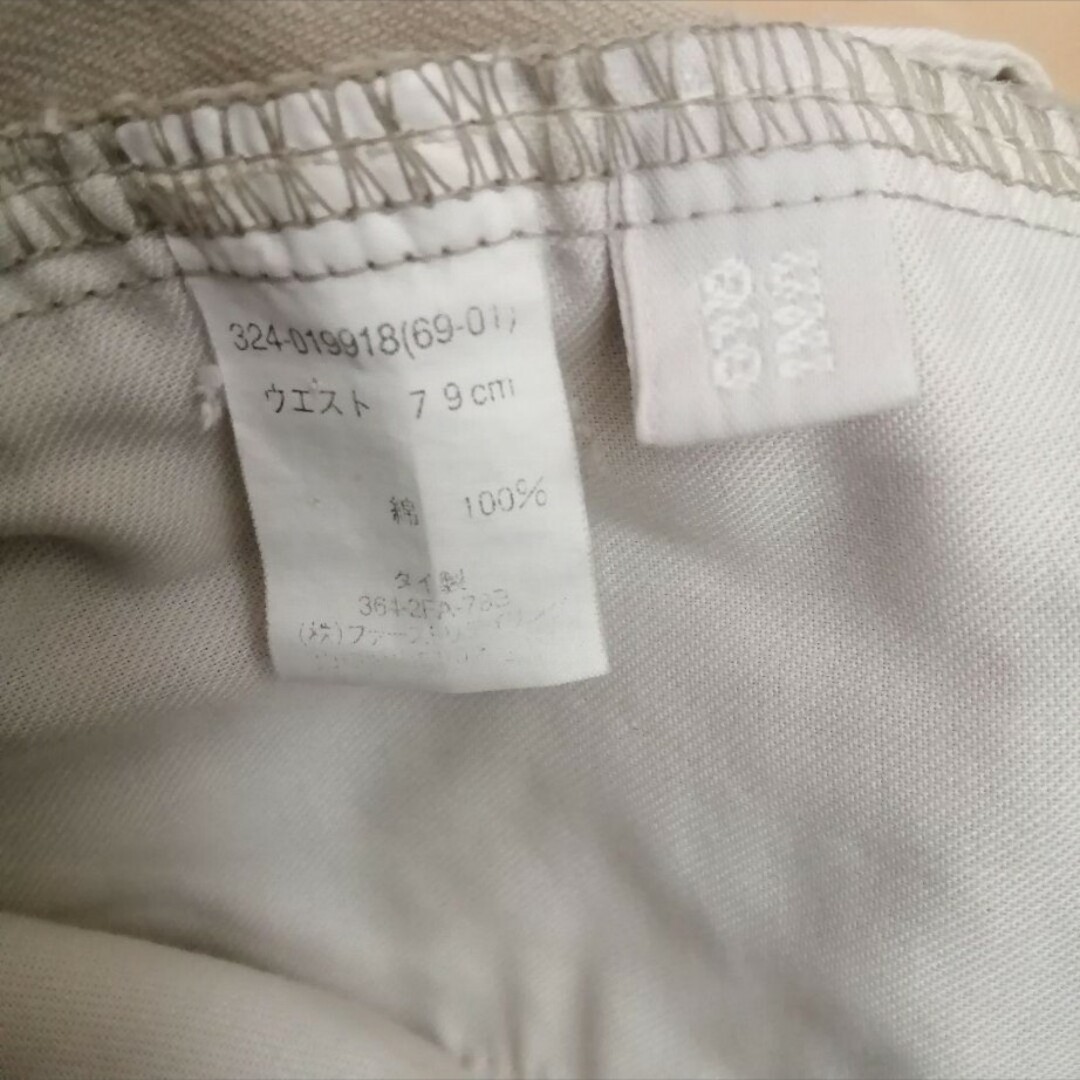 324-019918(69-01)
ウエスト 79cm
綿 100%
タイ製
(株)ファーストリテイリング